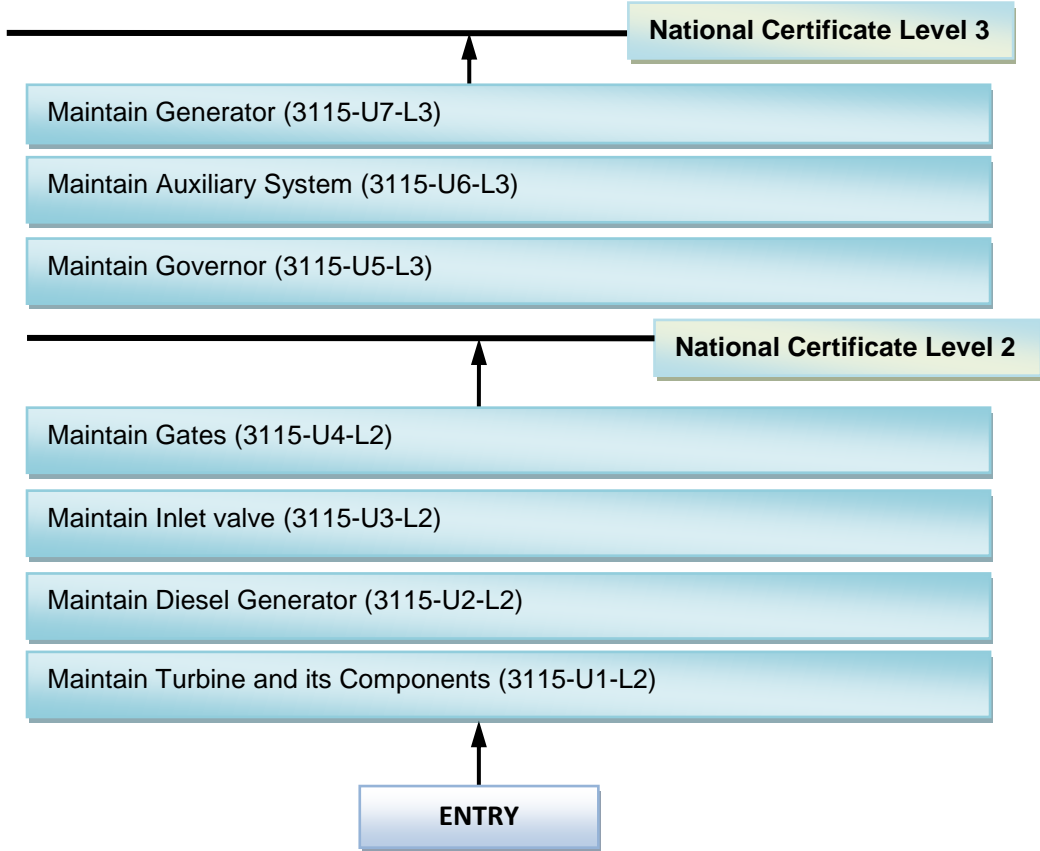 National Certificate Level 3
Maintain Generator (3115-U7-L3)
Maintain Auxiliary System (3115-U6-L3)
Maintain Governor (3115-U5-L3)
National Certificate Level 2
Maintain Gates (3115-U4-L2)
Maintain Inlet valve (3115-U3-L2)
Maintain Diesel Generator (3115-U2-L2)
Maintain Turbine and its Components (3115-U1-L2)
ENTRY